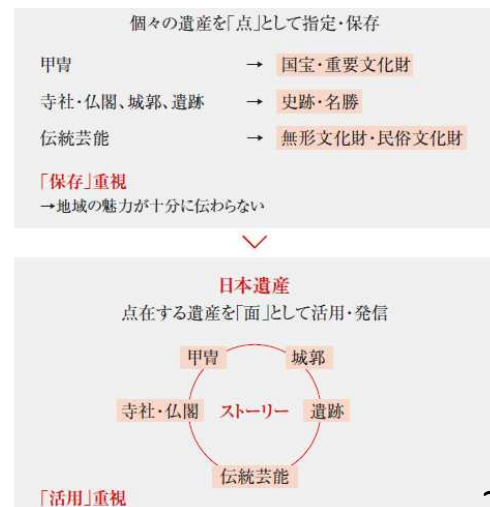 個々の遺産を「点」として指定・保存
甲冑 → 国宝・重要文化財
寺社・仏閣、城郭、遺跡 → 史跡・名勝
伝統芸能 → 無形文化財・民俗文化財
「保存」重視
→地域の魅力が十分に伝わらない
日本遺産
点在する遺産を「面」として活用・発信
甲冑 城郭
寺社・仏閣 ストーリー 遺跡
伝統芸能
「活用」重視